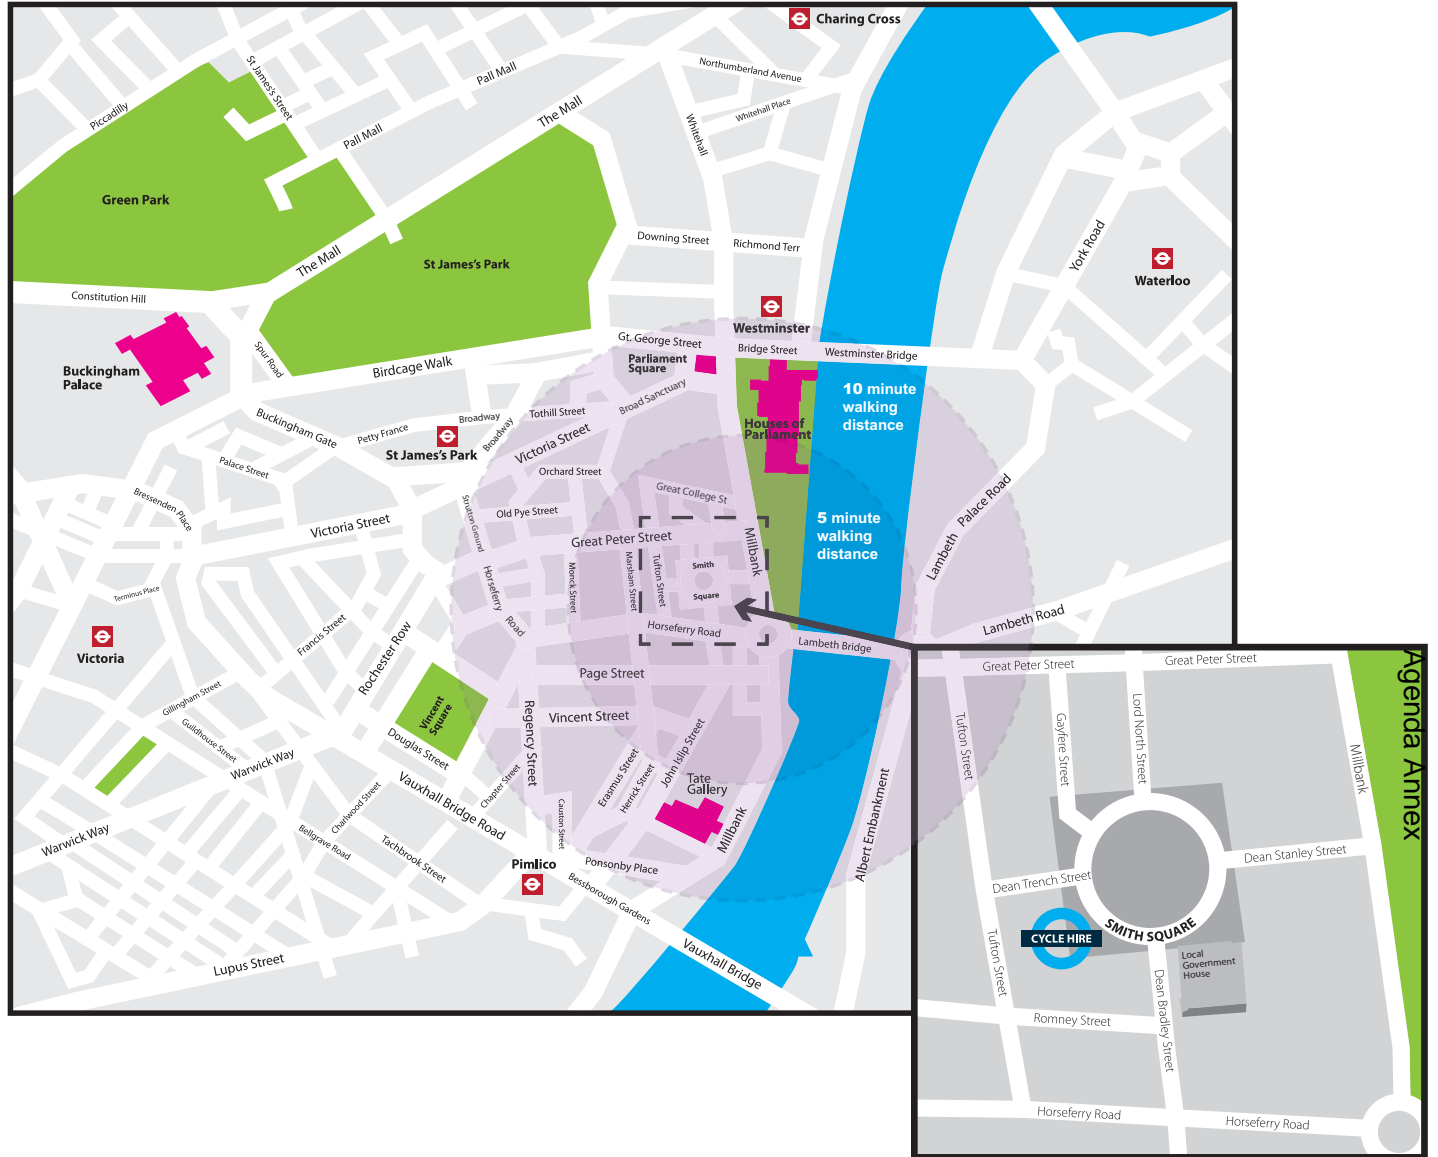 Charing Cross
Northumberland Avenue
St James's Street
Pall Mall
Piccadilly
The Mall
Whitehall Place
Whitehall
Pall Mall
Green Park
Downing Street
Richmond Terr
York Road
The Mall
St James's Park
Waterloo
Constitution Hill
Westminster
Gt. George Street
Bridge Street
Westminster Bridge
Spur Road
Parliament
Square
Birdcage Walk
Buckingham
Palace
10 minute
walking
distance
Broad Sanctuary
Tothill Street
Broadway
Buckingham Gate
Petty France
Broadway
Victoria Street
Houses of
Parliament
St James's Park
Palace Street
Orchard Street
Great College St
Bressenden Place
Strutton Ground
Old Pye Street
Lambeth
Palace Road
Victoria Street
5 minute
walking
distance
Great Peter Street
Millbank
Smith
Square
Marsham Street
Tufton Street
Monck Street
Horseferry
Road
Terminus Place
Francis Street
Rochester Row
Horseferry Road
Lambeth Bridge
Lambeth Road
Victoria
Page Street
Gillingham Street
Vincent
Square
Regency Street
Vincent Street
Guildhouse Street
Douglas Street
John Islip Street
Warwick Way
Erasmus Street
Herrick Street
Chapter Street
Tate
Gallery
Vauxhall Bridge Road
Charlwood Street
Causton Street
Millbank
Albert Embankment
Warwick Way
Bellgrave Road
Tachbrook Street
Pimlico
Ponsonby Place
Bessborough Gardens
Lupus Street
Vauxhall Bridge
Great Peter Street
Great Peter Street
Agenda Annex
Tufton Street
Gayfere Street
Lord North Street
Millbank
Dean Stanley Street
Dean Trench Street
SMITH SQUARE
CYCLE HIRE
Tufton Street
Local
Government
House
Dean Bradley Street
Romney Street
Horseferry Road
Horseferry Road